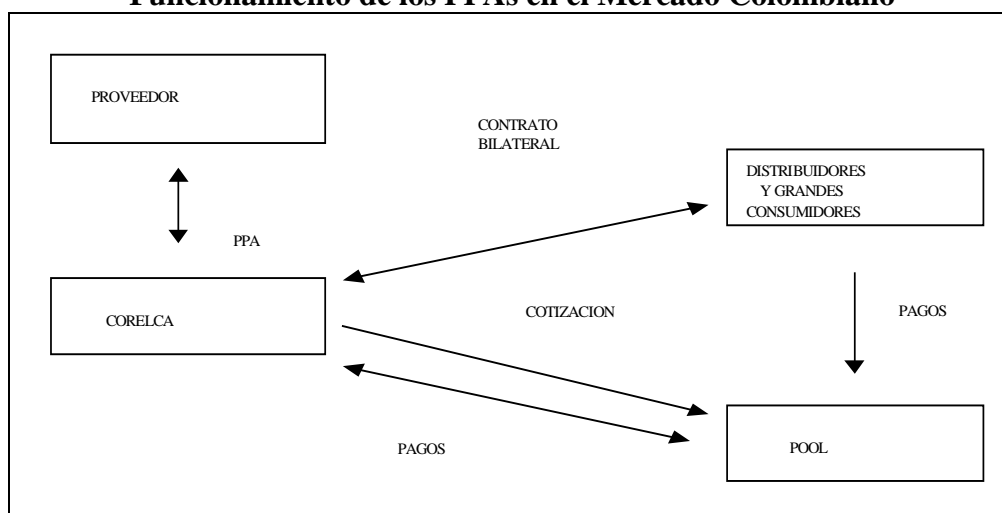 Funcionamiento de los PPAs en el Mercado Colombiano
PROVEEDOR
CONTRATO
BILATERAL
DISTRIBUIDORES
Y GRANDES
CONSUMIDORES
PPA
CORELCA
COTIZACION
PAGOS
PAGOS
POOL